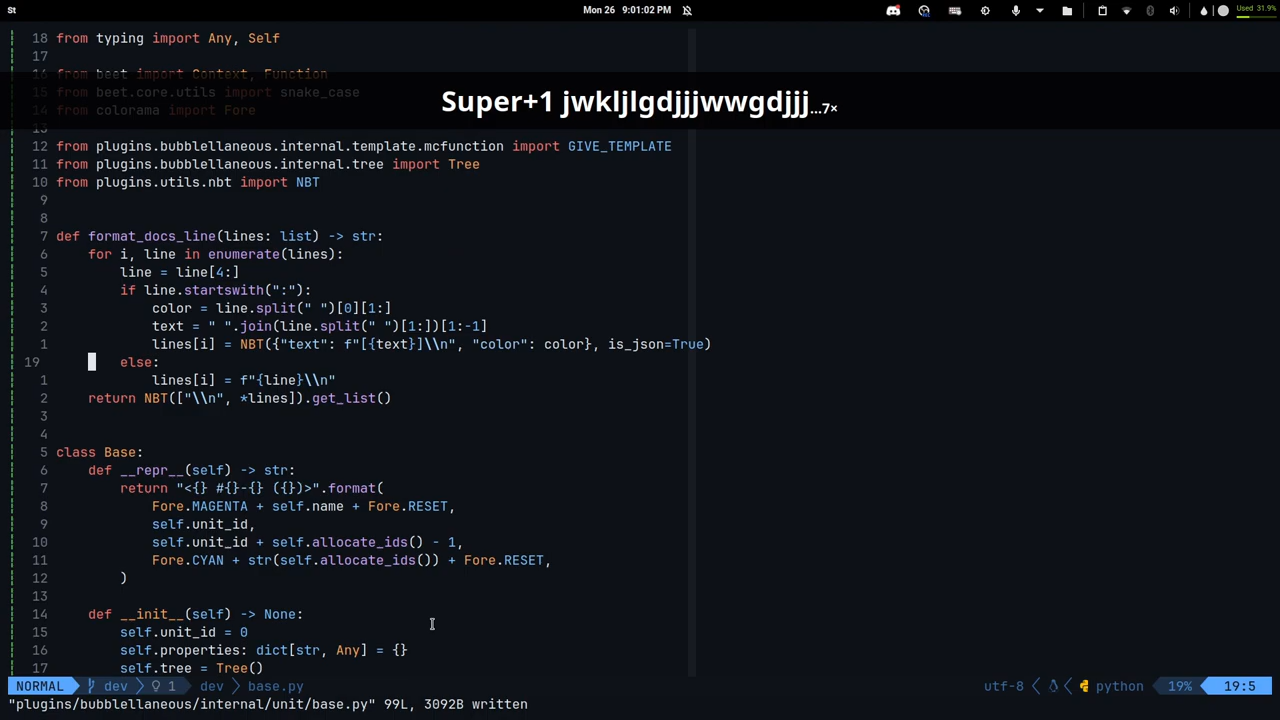 St
Mon 26 9:01:02
Used 31.9%
18 from typing import Any, Self
17
16 from beet import Context, Function
15 from beet.core.utils import snake_case
14 from colorama import Fore
13
Super+1 jwkljlgdjjjwwgdjjj...7×
12 from plugins.bubblellaneous.internal.template.mcfunction import GIVE_TEMPLATE
11 from plugins.bubblellaneous.internal.tree import Tree
10 from plugins.utils.nbt import NBT
9
8
7 def format_docs_line(lines: list) -> str:
6 for i, line in enumerate(lines):
5 line = line[4:]
4 if line.startswith(":"):
3 color = line.split(" ")[0][1:]
2 text = " ".join(line.split(" ")[1:])[1:-1]
1 lines[i] = NBT({"text": f"[{text}]\\n", "color": color}, is_json=True)
19 else:
1 lines[i] = f"{line}\\n"
2 return NBT(["\\n", *lines]).get_list()
3
4
5 class Base:
6 def __repr__(self) -> str:
7 return "<{} #{}-{} ({})>".format(
8 Fore.MAGENTA + self.name + Fore.RESET,
9 self.unit_id,
10 self.unit_id + self.allocate_ids() - 1,
11 Fore.CYAN + str(self.allocate_ids()) + Fore.RESET,
12 )
13
14 def __init__(self) -> None:
15 self.unit_id = 0
16 self.properties: dict[str, Any] = {}
17 self.tree = Tree()
NORMAL dev 1 dev base.py utf-8 python 19% 19:5
"plugins/bubblellaneous/internal/unit/base.py" 99L, 3092B written